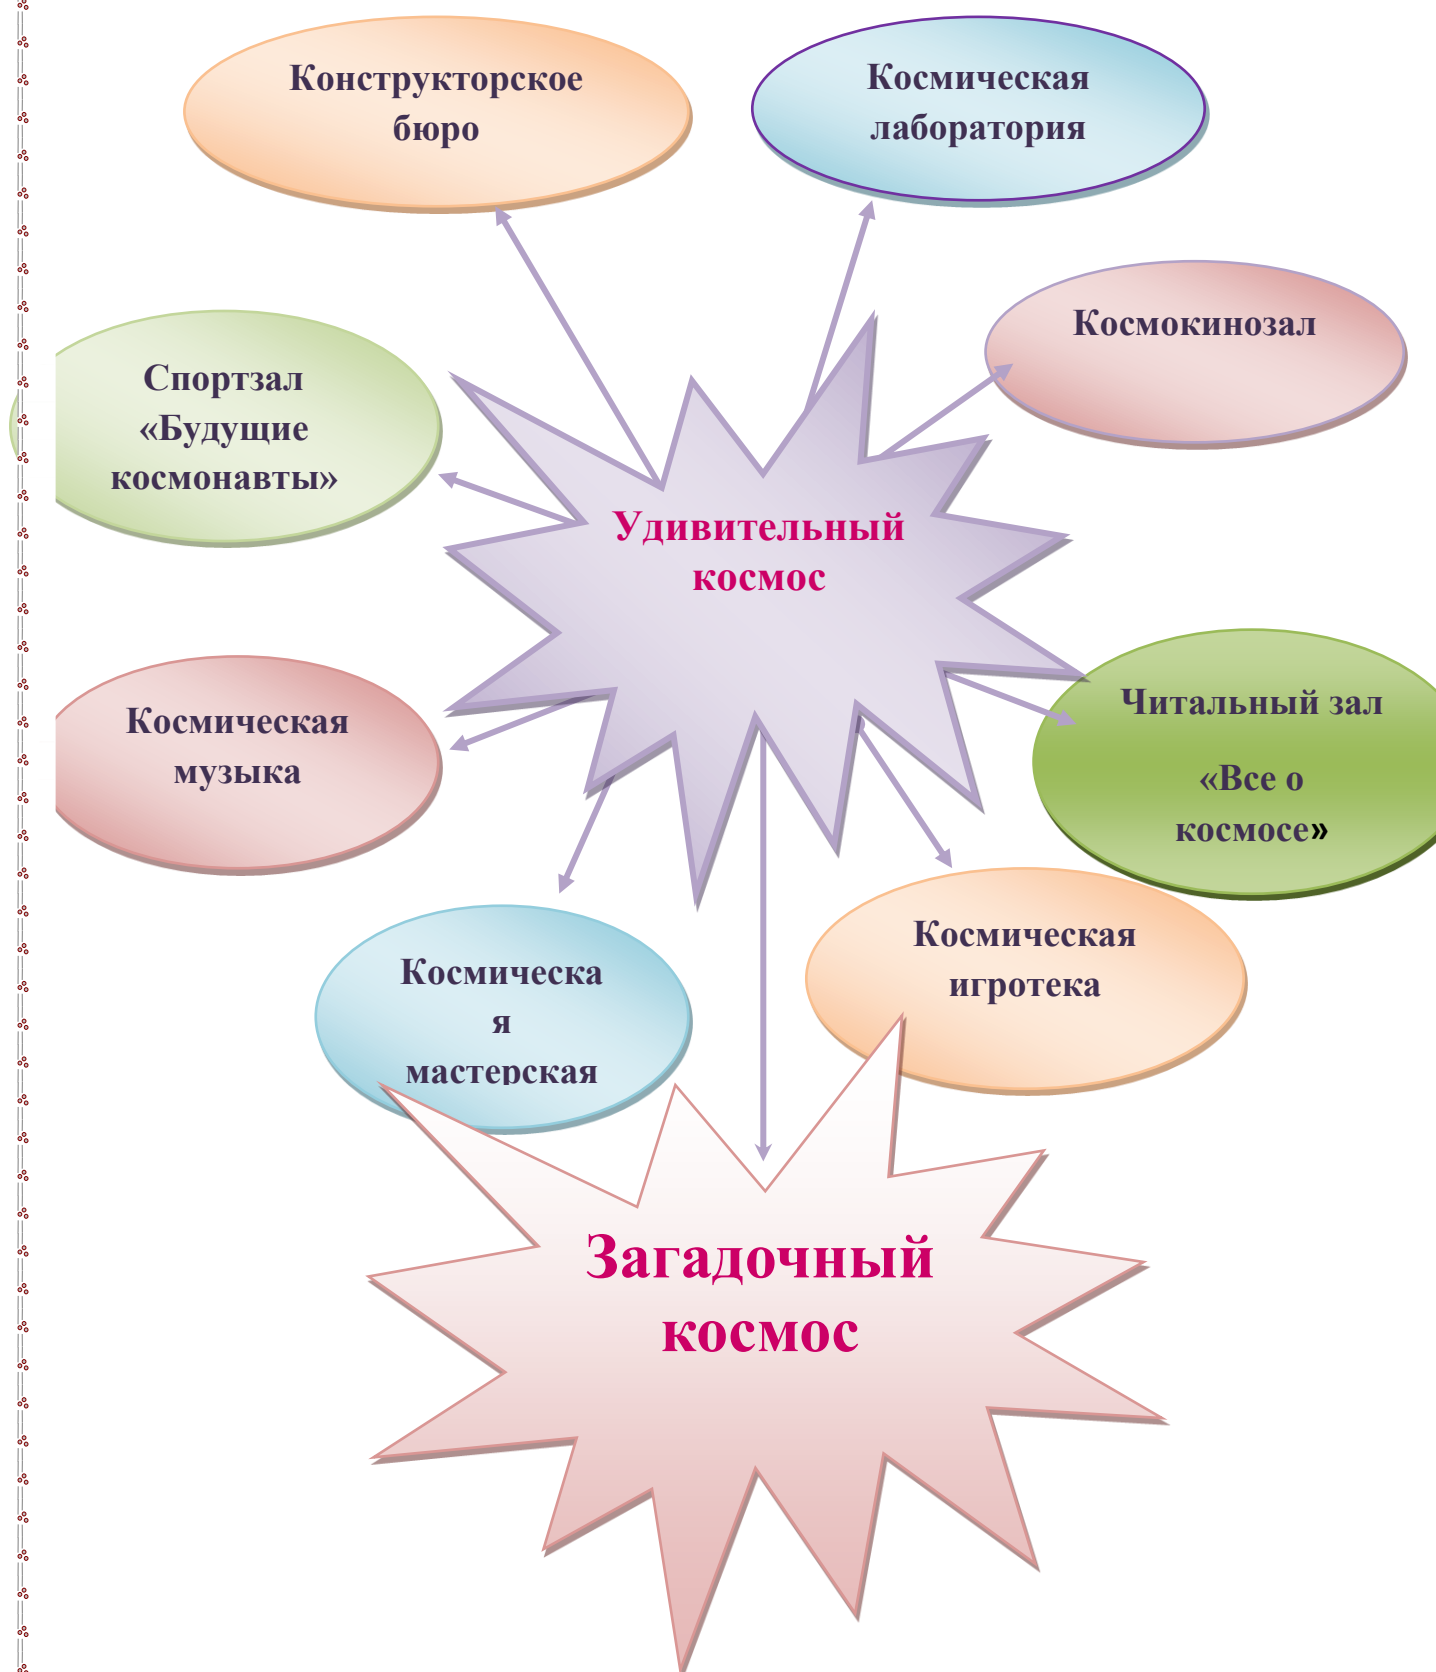 Конструкторское
бюро
Космическая
лаборатория
Космокинозал
Спортзал
«Будущие
космонавты»
Удивительный
космос
Космическая
музыка
Читальный зал
«Все о
космосе»
Космическа
я
мастерская
Космическая
игротека
Загадочный
космос